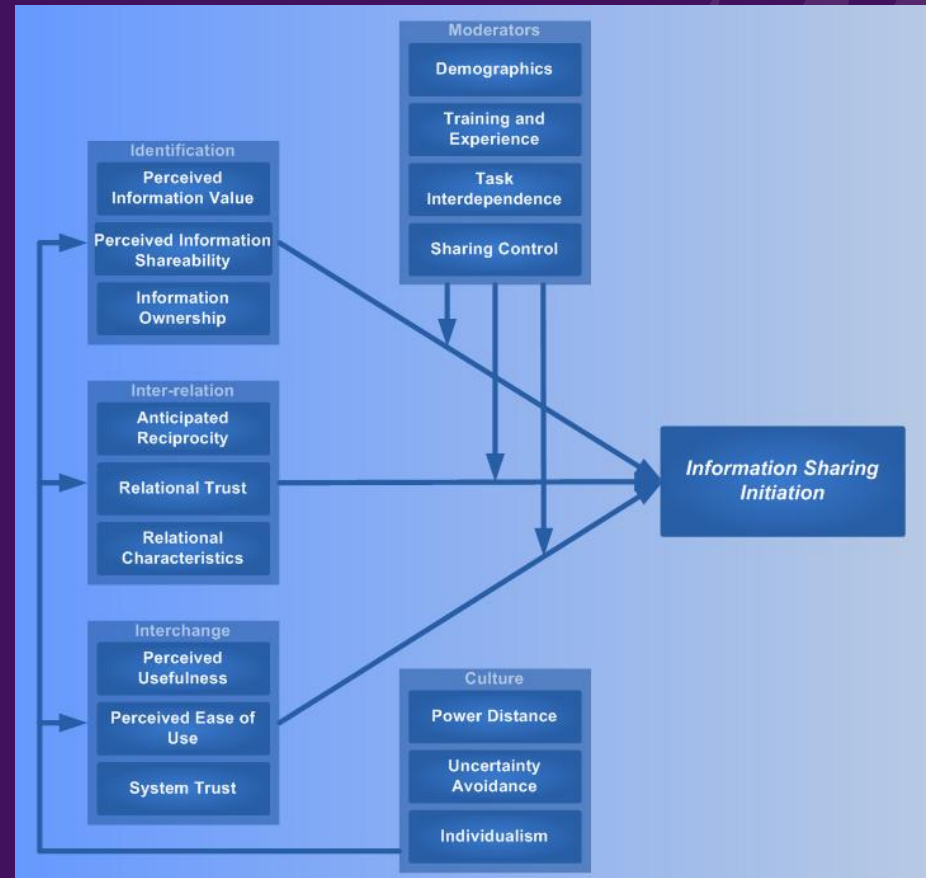 Moderators
Demographics
Training and
Experience
Task
Interdependence
Sharing Control
Identification
Perceived
Information Value
Perceived Information
Shareability
Information
Ownership
Inter-relation
Anticipated
Reciprocity
Relational Trust
Relational
Characteristics
Interchange
Perceived
Usefulness
Perceived Ease of
Use
System Trust
Culture
Power Distance
Uncertainty
Avoidance
Individualism
Information Sharing
Initiation